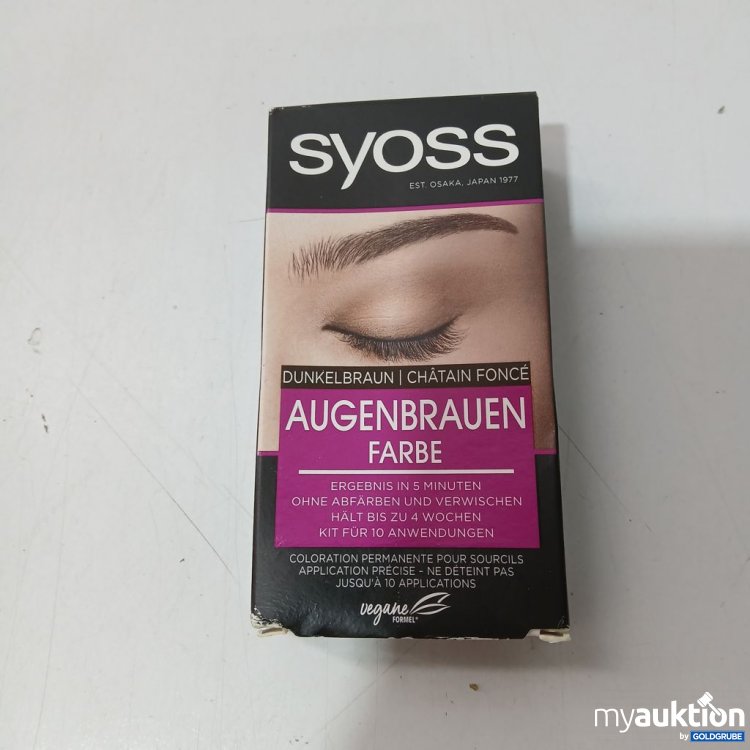 syoss
EST. OSAKA, JAPAN 1977
DUNKELBRAUN | CHÂTAIN FONCÉ
AUGENBRAUEN
FARBE
ERGEBNIS IN 5 MINUTEN
OHNE ABFÄRBEN UND VERWISCHEN
HÄLT BIS ZU 4 WOCHEN
KIT FÜR 10 ANWENDUNGEN
COLORATION PERMANENTE POUR SOURCILS
APPLICATION PRÉCISE - NE DÉTEINT PAS
JUSQU'À 10 APPLICATIONS
vegane
FORMEL*
myauktion
by GOLDGRUBE